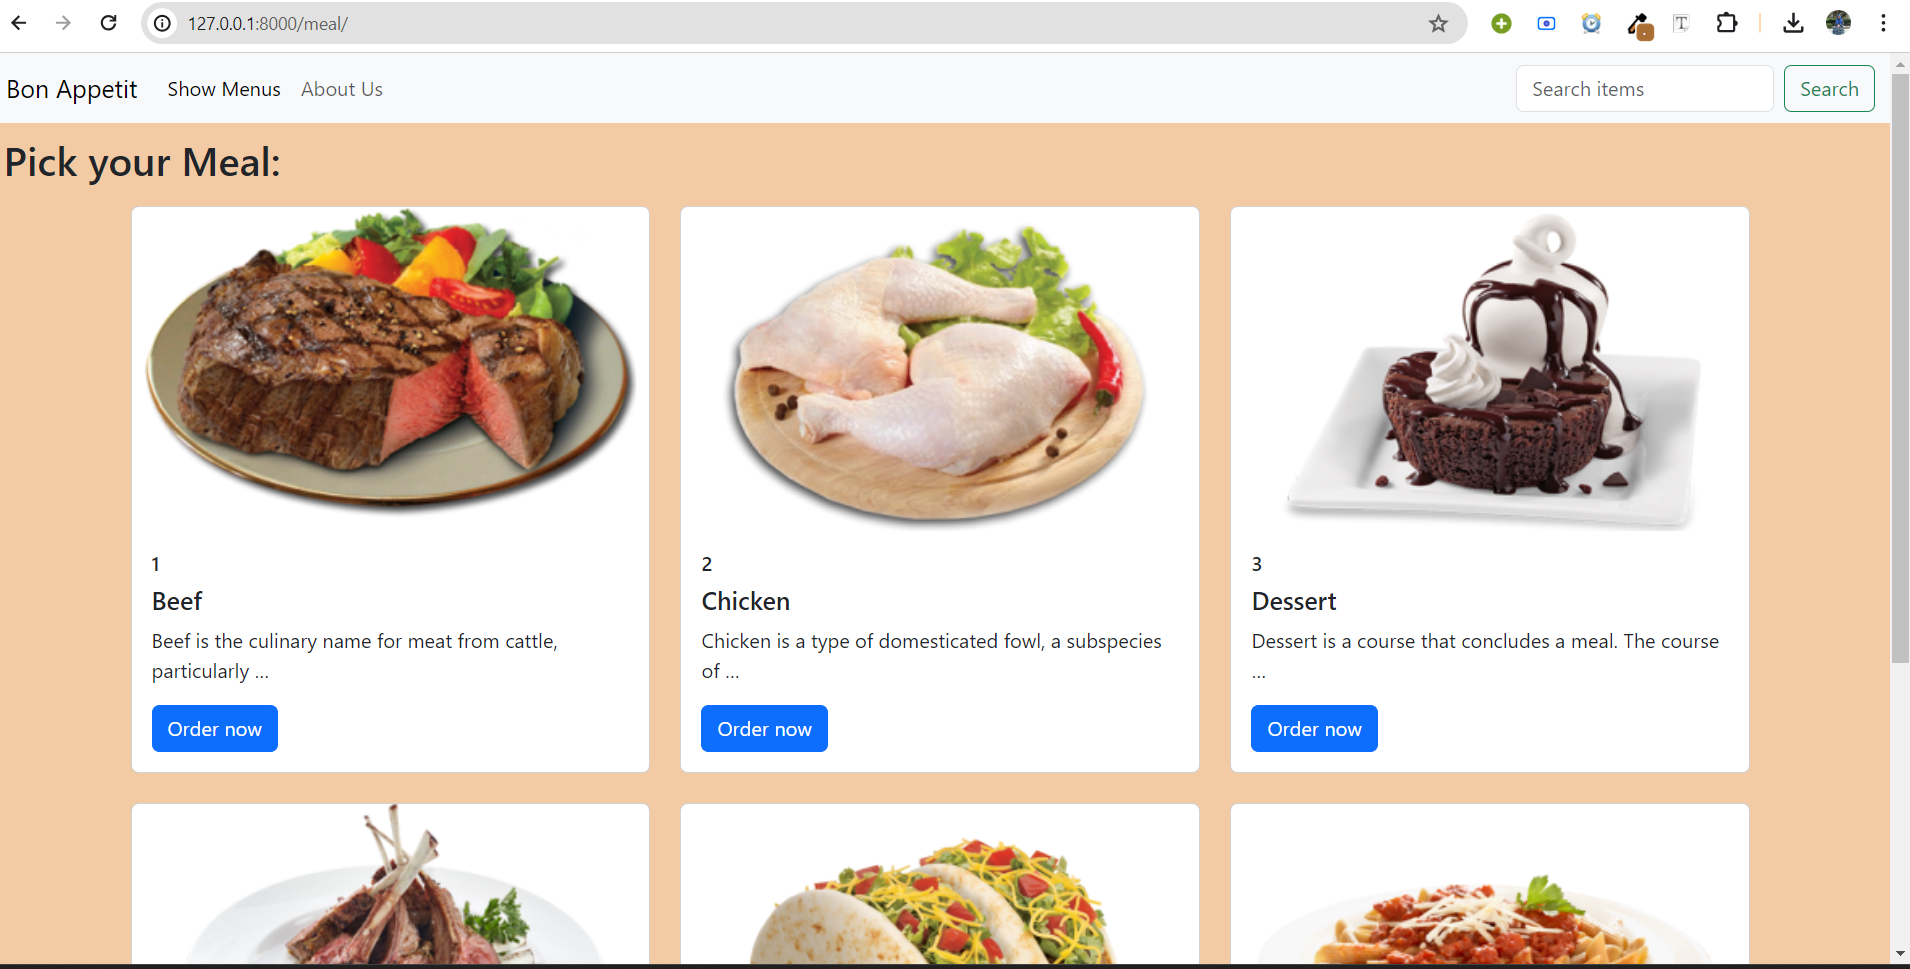 127.0.0.1:8000/meal/
Bon Appetit Show Menus About Us Search items Search
Pick your Meal:
1
Beef
Beef is the culinary name for meat from cattle,
particularly ...
Order now
2
Chicken
Chicken is a type of domesticated fowl, a subspecies
of ...
Order now
3
Dessert
Dessert is a course that concludes a meal. The course
...
Order now